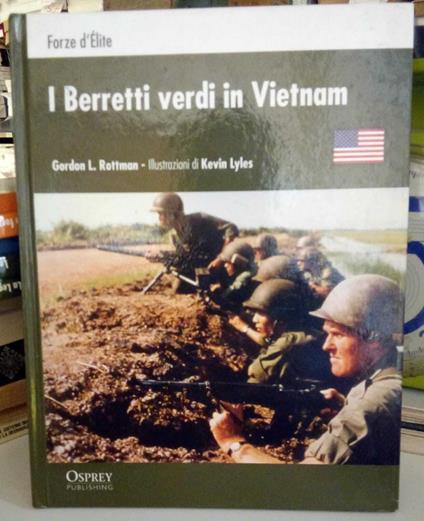 Forze d'Élite
I Berretti verdi in Vietnam
Gordon L. Rottman - Illustrazioni di Kevin Lyles
OSPREY
PUBLISHING